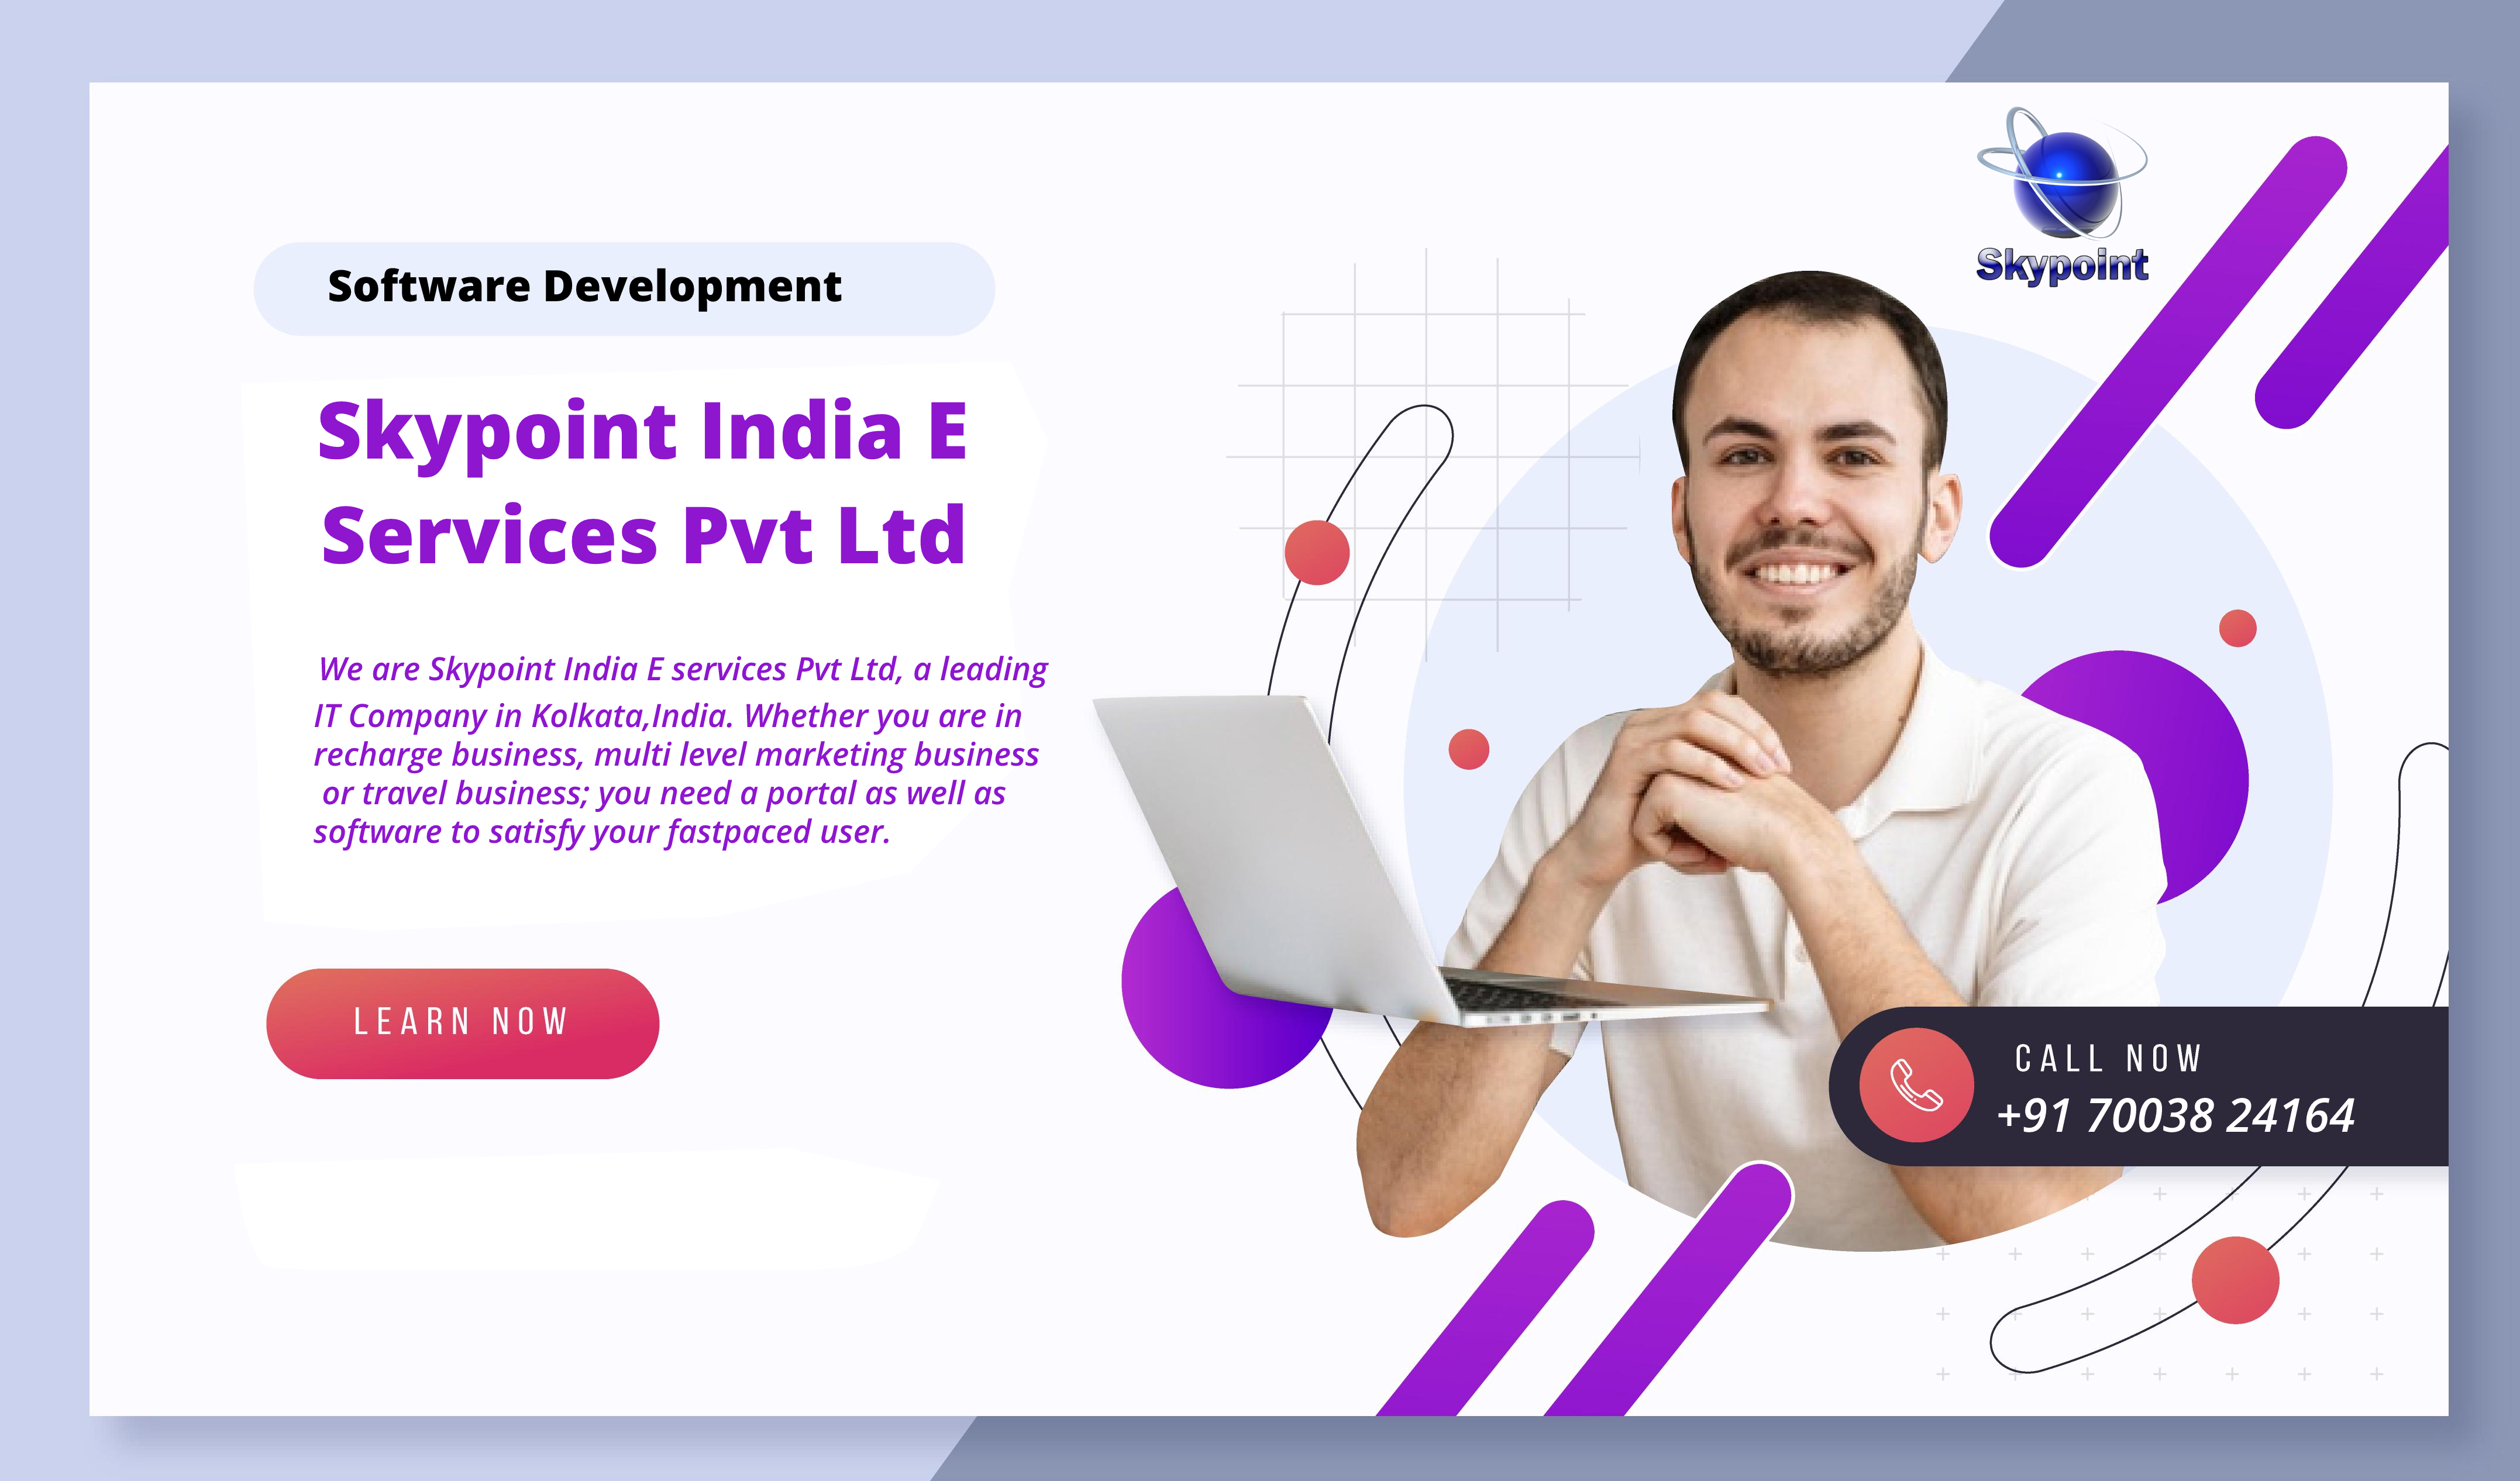 Skypoint
Software Development
Skypoint India E
Services Pvt Ltd
We are Skypoint India E services Pvt Ltd, a leading
IT Company in Kolkata,India. Whether you are in
recharge business, multi level marketing business
or travel business; you need a portal as well as
software to satisfy your fastpaced user.
LEARN NOW
CALL NOW
+91 70038 24164